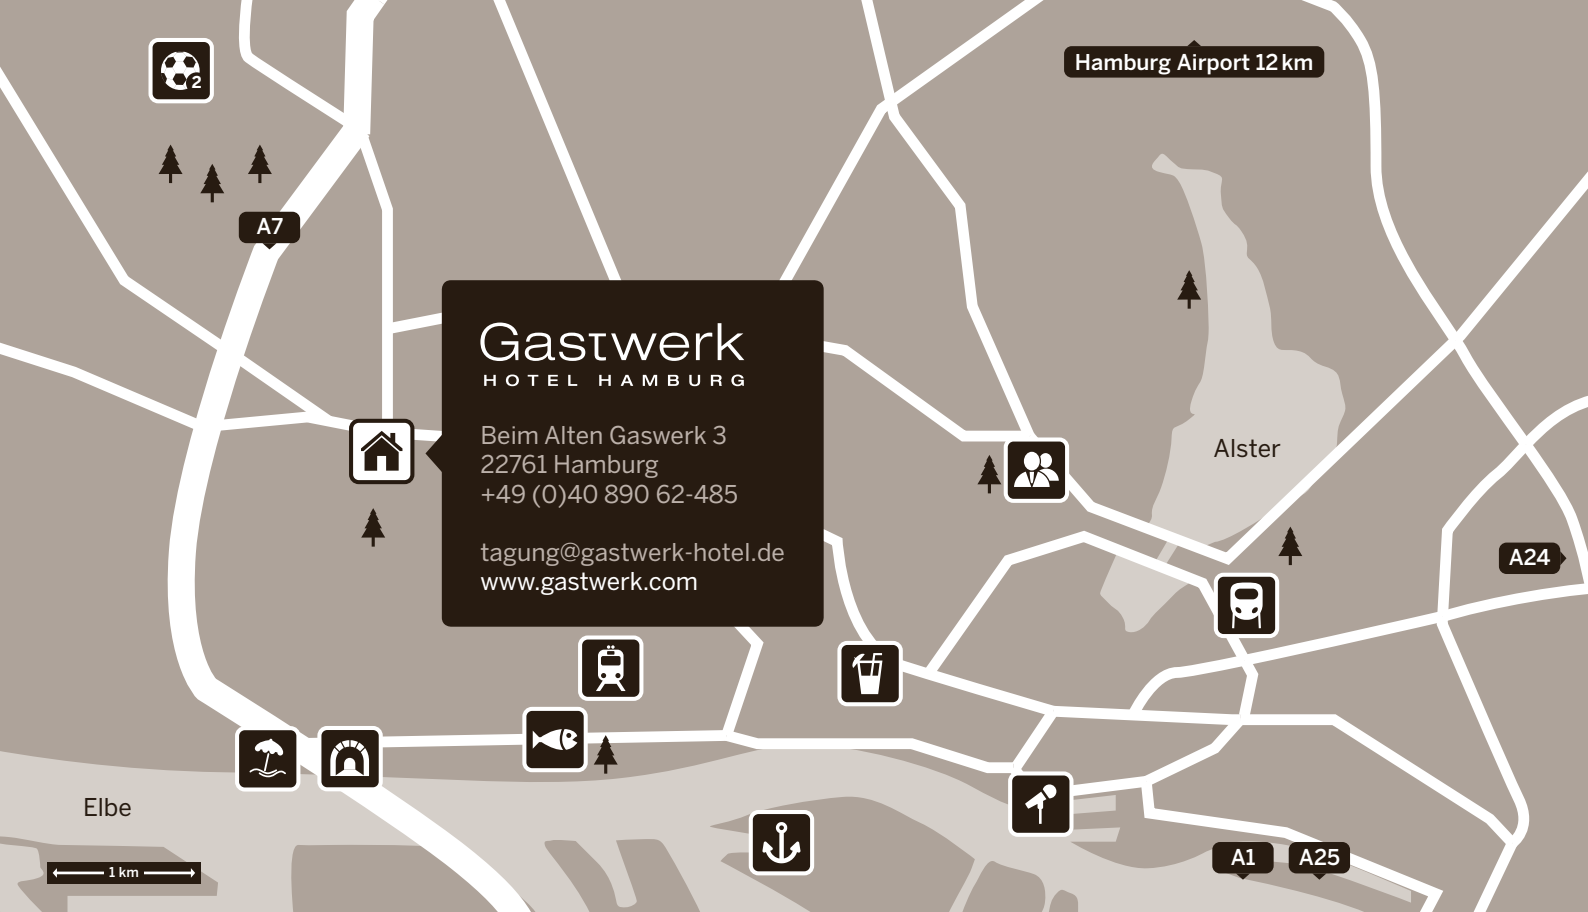 2
Hamburg Airport 12 km
A7
Gastwerk
HOTEL HAMBURG
Beim Alten Gaswerk 3
22761 Hamburg
+49 (0)40 890 62-485
tagung@gastwerk-hotel.de
www.gastwerk.com
Alster
A24
Elbe
1 km
A1
A25